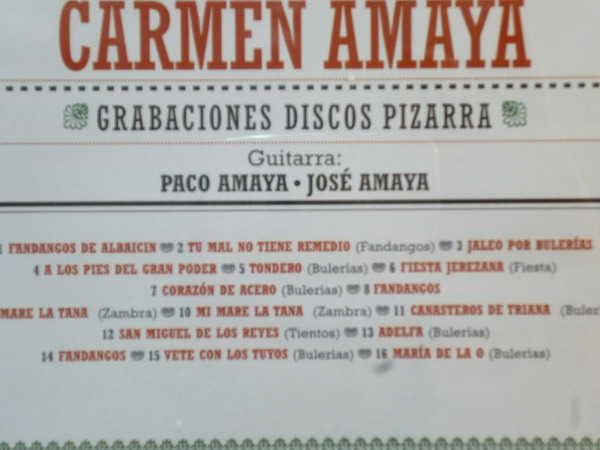 CARMEN AMAYA
GRABACIONES DISCOS PIZARRA
Guitarra:
PACO AMAYA • JOSÉ AMAYA
1 FANDANGOS DE ALBAICIN 2 TU MAL NO TIENE REMEDIO (Fandangos) 3 JALEO POR BULERÍAS
4 A LOS PIES DEL GRAN PODER 5 TONDERO (Bulerías) 6 FIESTA JEREZANA (Fiesta)
7 CORAZÓN DE ACERO (Bulerías) 8 FANDANGOS
MARE LA TANA (Zambra) 10 MI MARE LA TANA (Zambra) 11 CANASTEROS DE TRIANA
12 SAN MIGUEL DE LOS REYES (Tientos) 13 ADELFA (Bulerías)
14 FANDANGOS 15 VETE CON LOS TUYOS (Bulerías) 16 MARÍA DE LA O (Bulerías)